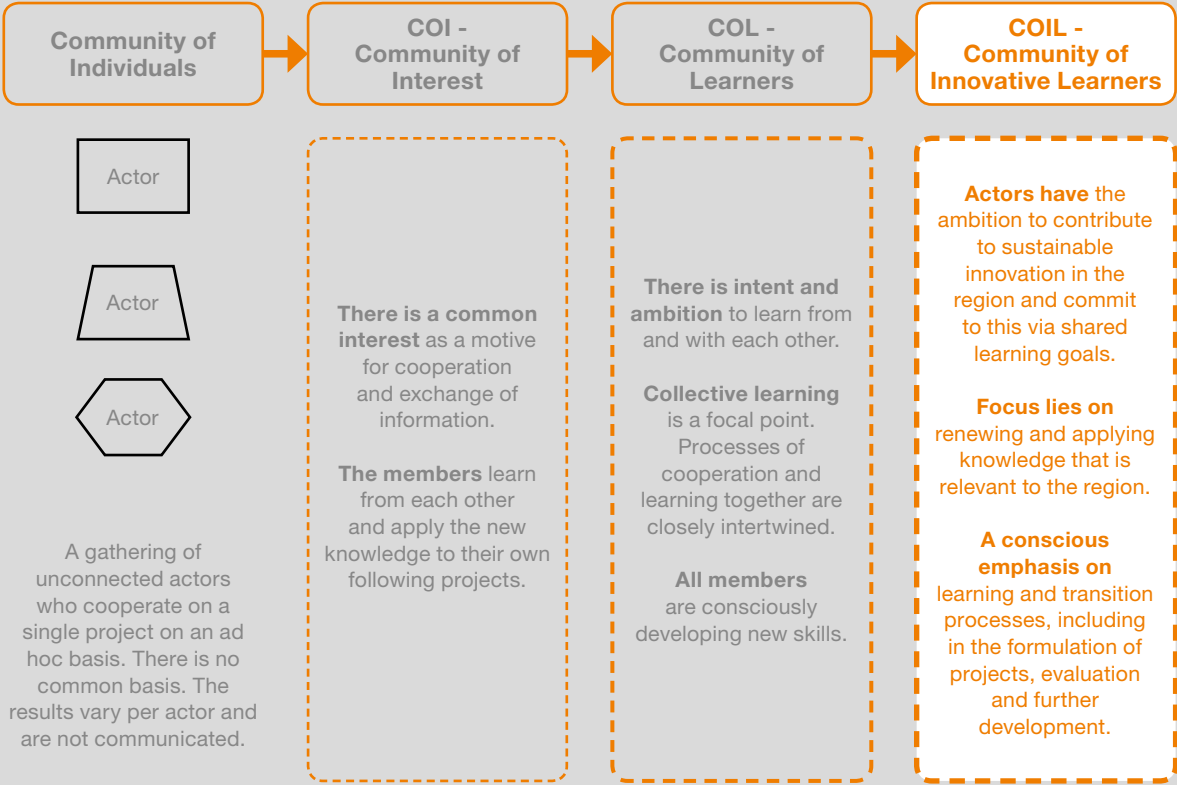 Community of
Individuals
COI -
Community of
Interest
COL -
Community of
Learners
COIL -
Community of
Innovative Learners
Actor
Actor
Actor
A gathering of
unconnected actors
who cooperate on a
single project on an ad
hoc basis. There is no
common basis. The
results vary per actor and
are not communicated.
There is a common
interest as a motive
for cooperation
and exchange of
information.
The members learn
from each other
and apply the new
knowledge to their own
following projects.
There is intent and
ambition to learn from
and with each other.
Collective learning
is a focal point.
Processes of
cooperation and
learning together are
closely intertwined.
All members
are consciously
developing new skills.
Actors have the
ambition to contribute
to sustainable
innovation in the
region and commit
to this via shared
learning goals.
Focus lies on
renewing and applying
knowledge that is
relevant to the region.
A conscious
emphasis on
learning and transition
processes, including
in the formulation of
projects, evaluation
and further
development.